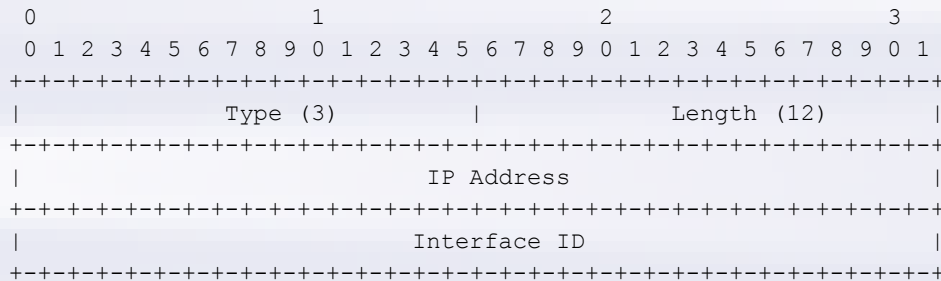 0                   1                   2                   3
0 1 2 3 4 5 6 7 8 9 0 1 2 3 4 5 6 7 8 9 0 1 2 3 4 5 6 7 8 9 0 1
+-+-+-+-+-+-+-+-+-+-+-+-+-+-+-+-+-+-+-+-+-+-+-+-+-+-+-+-+-+-+-+-+
| Type (3) | Length (12) |
+-+-+-+-+-+-+-+-+-+-+-+-+-+-+-+-+-+-+-+-+-+-+-+-+-+-+-+-+-+-+-+-+
| IP Address |
+-+-+-+-+-+-+-+-+-+-+-+-+-+-+-+-+-+-+-+-+-+-+-+-+-+-+-+-+-+-+-+-+
| Interface ID |
+-+-+-+-+-+-+-+-+-+-+-+-+-+-+-+-+-+-+-+-+-+-+-+-+-+-+-+-+-+-+-+-+